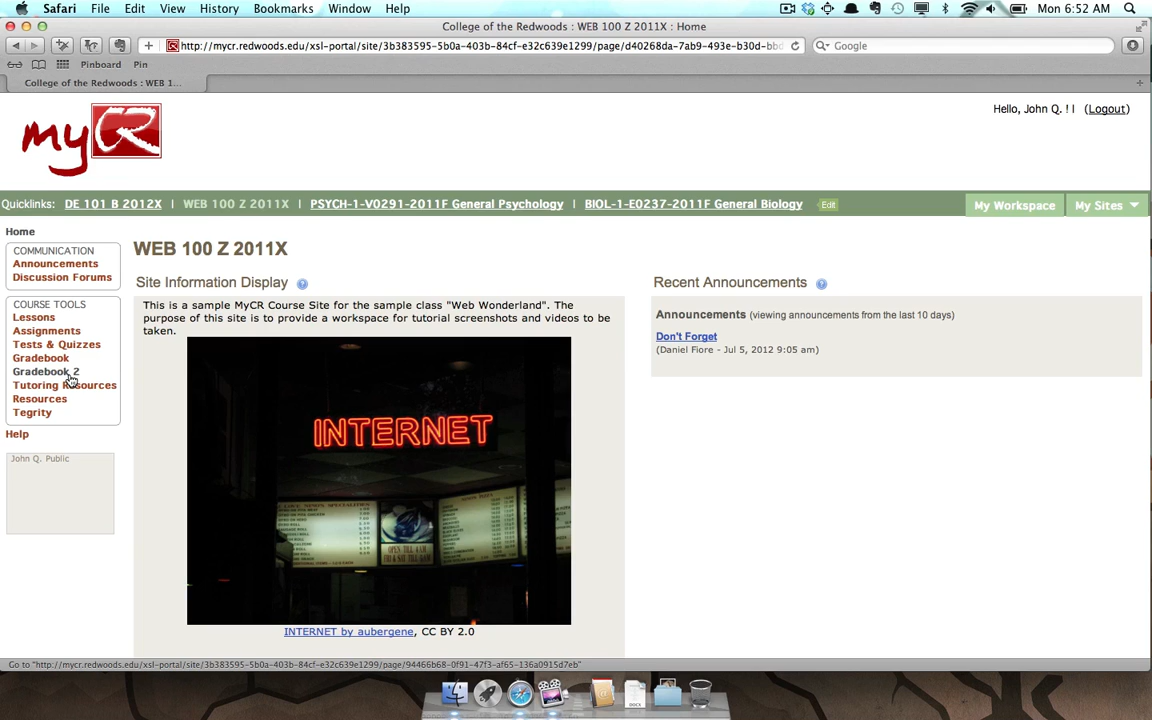 Safari File Edit View History Bookmarks Window Help Mon 6:52 AM
College of the Redwoods : WEB 100 Z 2011X : Home
http://mycr.redwoods.edu/xsl-portal/site/3b383595-5b0a-403b-84cf-e32c639e1299/page/d40268da-7ab9-493e-b30d-bbd
Google
Pinboard Pin
College of the Redwoods : WEB 1...
myCR
Hello, John Q. ! | (Logout)
Quicklinks: DE 101 B 2012X | WEB 100 Z 2011X | PSYCH-1-V0291-2011F General Psychology | BIOL-1-E0237-2011F General Biology Edit My Workspace My Sites
Home
COMMUNICATION
Announcements
Discussion Forums
COURSE TOOLS
Lessons
Assignments
Tests & Quizzes
Gradebook
Gradebook 2
Tutoring Resources
Resources
Tegrity
Help
John Q. Public
WEB 100 Z 2011X
Site Information Display
This is a sample MyCR Course Site for the sample class "Web Wonderland". The
purpose of this site is to provide a workspace for tutorial screenshots and videos to be
taken.
INTERNET
OPEN TILL 4AM
INTERNET by aubergene, CC BY 2.0
Recent Announcements
Announcements (viewing announcements from the last 10 days)
Don't Forget
(Daniel Fiore - Jul 5, 2012 9:05 am)
Go to "http://mycr.redwoods.edu/xsl-portal/site/3b383595-5b0a-403b-84cf-e32c639e1299/page/94466b68-0f91-47f3-af65-136a0915d7eb"
DOCX